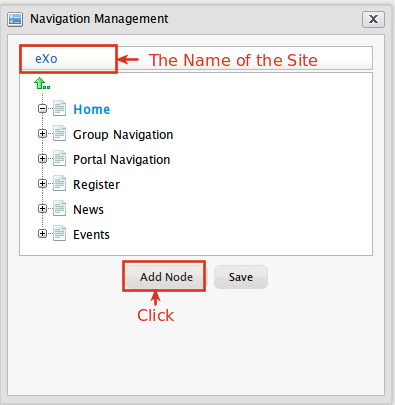 Navigation Management
eXo
The Name of the Site
Home
Group Navigation
Portal Navigation
Register
News
Events
Add Node
Save
Click